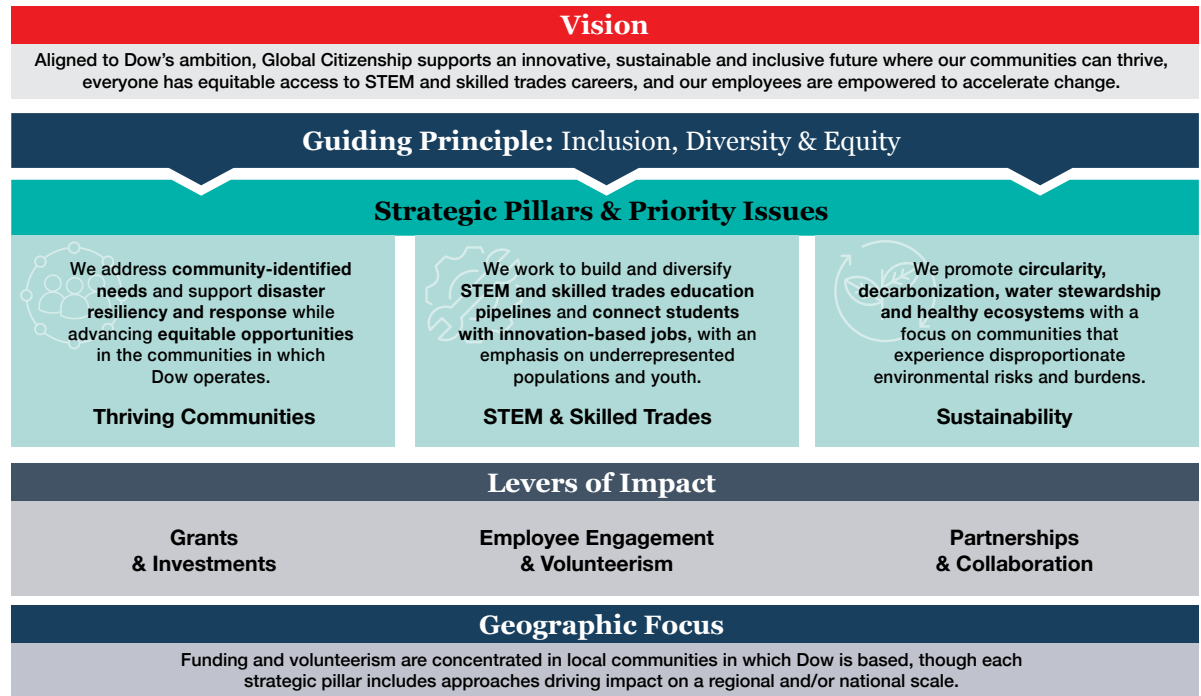 Vision
Aligned to Dow's ambition, Global Citizenship supports an innovative, sustainable and inclusive future where our communities can thrive,
everyone has equitable access to STEM and skilled trades careers, and our employees are empowered to accelerate change.
Guiding Principle: Inclusion, Diversity & Equity
Strategic Pillars & Priority Issues
We address community-identified
needs and support disaster
resiliency and response while
advancing equitable opportunities
in the communities in which
Dow operates.
Thriving Communities
We work to build and diversify
STEM and skilled trades education
pipelines and connect students
with innovation-based jobs, with an
emphasis on underrepresented
populations and youth.
STEM & Skilled Trades
We promote circularity,
decarbonization, water stewardship
and healthy ecosystems with a
focus on communities that
experience disproportionate
environmental risks and burdens.
Sustainability
Levers of Impact
Grants
& Investments
Employee Engagement
& Volunteerism
Partnerships
& Collaboration
Geographic Focus
Funding and volunteerism are concentrated in local communities in which Dow is based, though each
strategic pillar includes approaches driving impact on a regional and/or national scale.